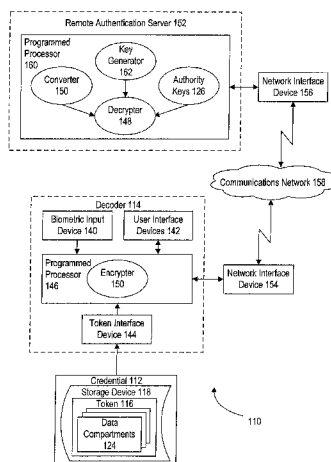 Remote Authentication Server 152
Programmed
Processor
160
Key
Generator
162
Converter
150
Authority
Keys 126
Decrypter
148
Network Interface
Device 156
Communications Network 158
Decoder 114
Biometric Input
Device 140
User Interface
Devices 142
Programmed
Processor
146
Encrypter
150
Network Interface
Device 154
Token Interface
Device 144
Credential 112
Storage Device 118
Token 116
Data
Compartments
124
110